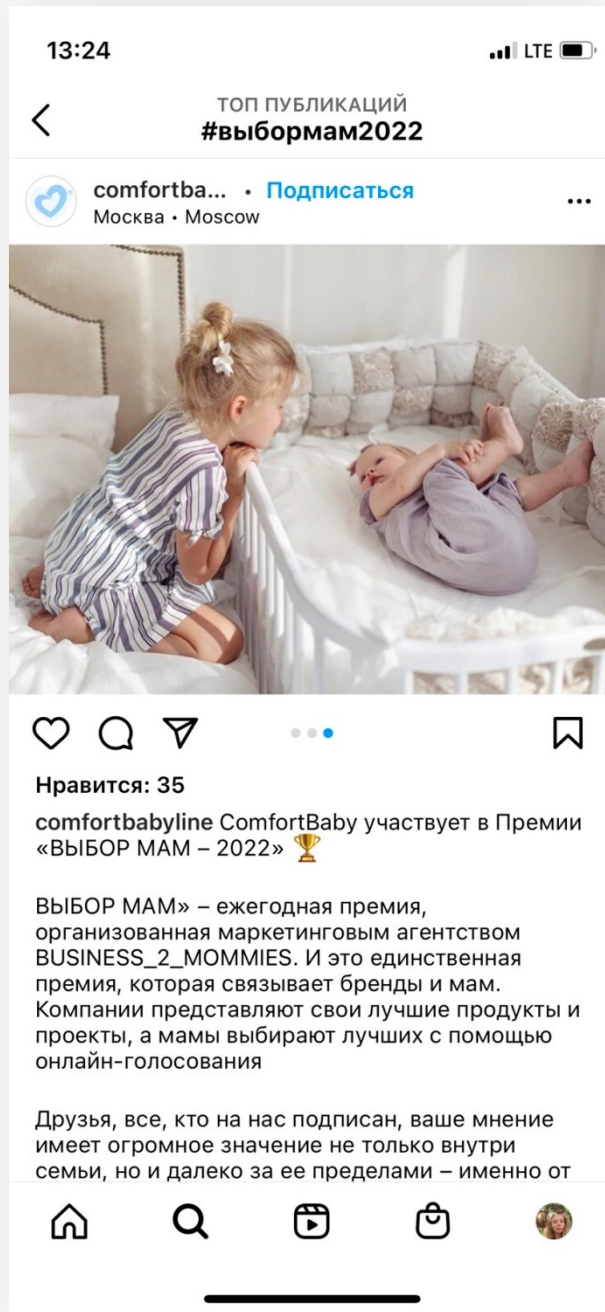 13:24
LTE
ТОП ПУБЛИКАЦИЙ
#выбормам2022
comfortba... • Подписаться
Москва • Moscow
Нравится: 35
comfortbabyline ComfortBaby участвует в Премии
«ВЫБОР МАМ – 2022» 🏆
ВЫБОР МАМ» – ежегодная премия,
организованная маркетинговым агентством
BUSINESS_2_MOMMIES. И это единственная
премия, которая связывает бренды и мам.
Компании представляют свои лучшие продукты и
проекты, а мамы выбирают лучших с помощью
онлайн-голосования
Друзья, все, кто на нас подписан, ваше мнение
имеет огромное значение не только внутри
семьи, но и далеко за ее пределами – именно от